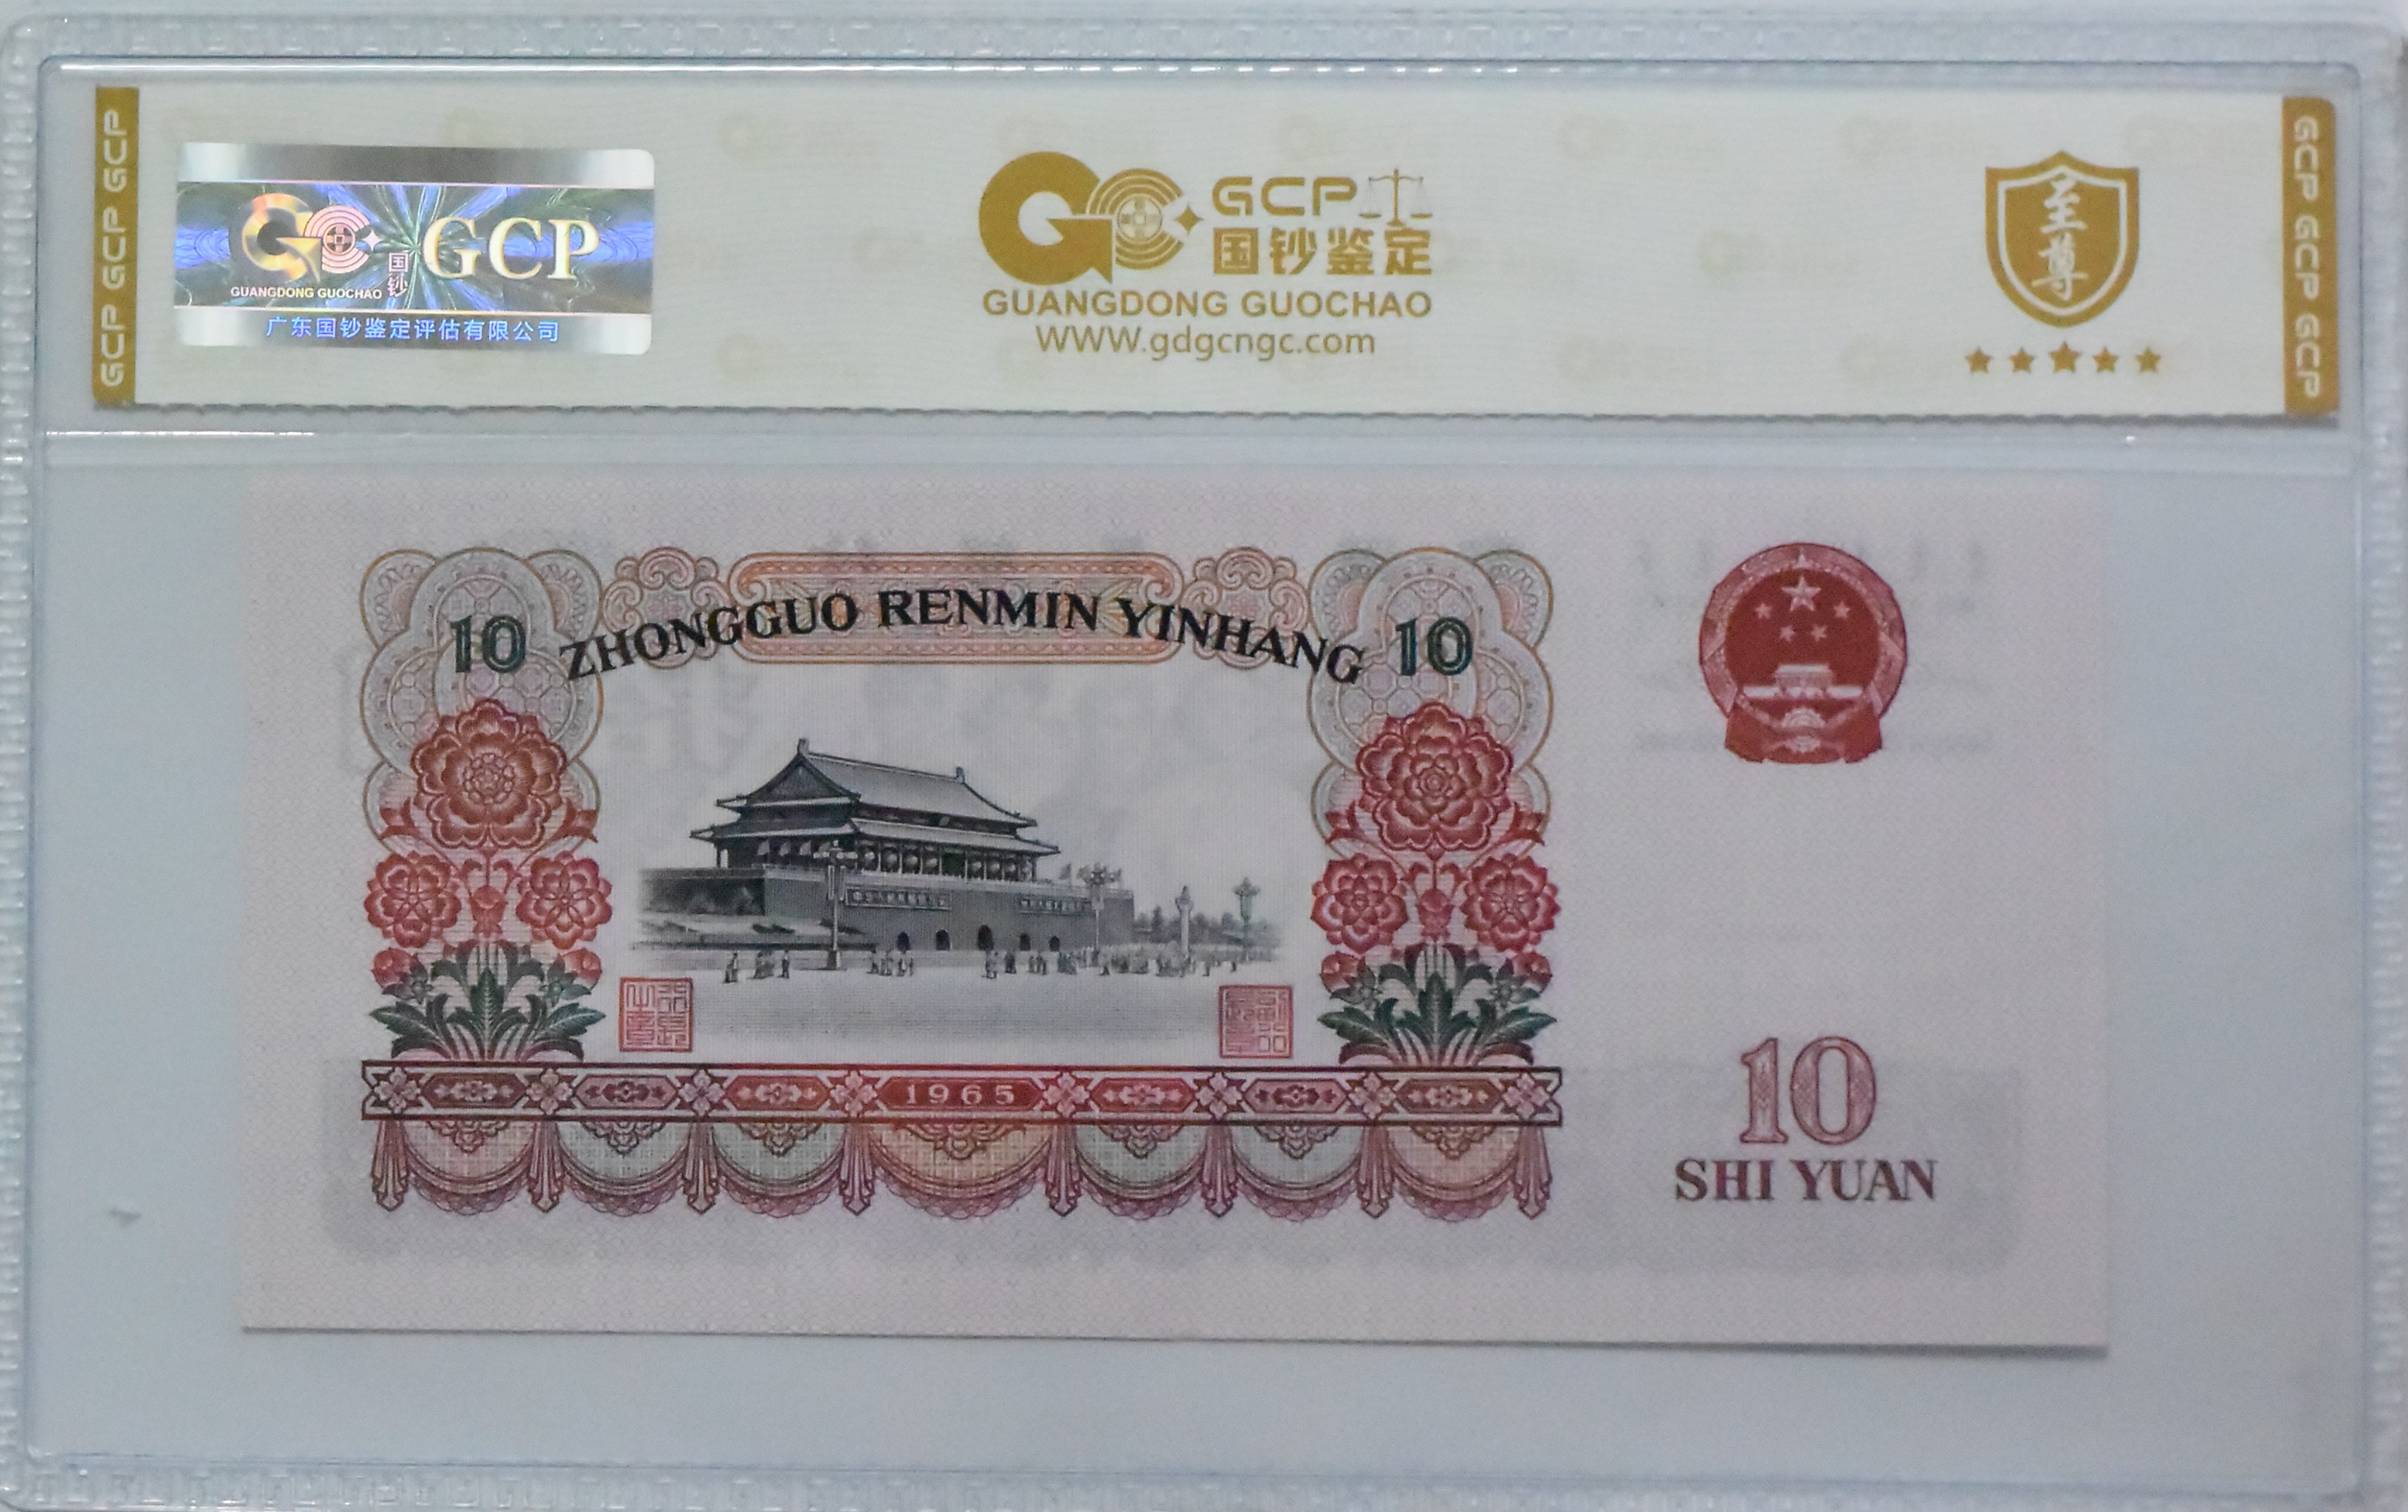 GCP GCP GCP
GCP
GUANGDONG GUOCHAO
国钞
广东国钞鉴定评估有限公司
GCP
国钞鉴定
GUANGDONG GUOCHAO
WWW.gdgcngc.com
至尊
GCP GCP GCP
10 ZHONGGUO RENMIN YINHANG 10
1965
10
SHI YUAN